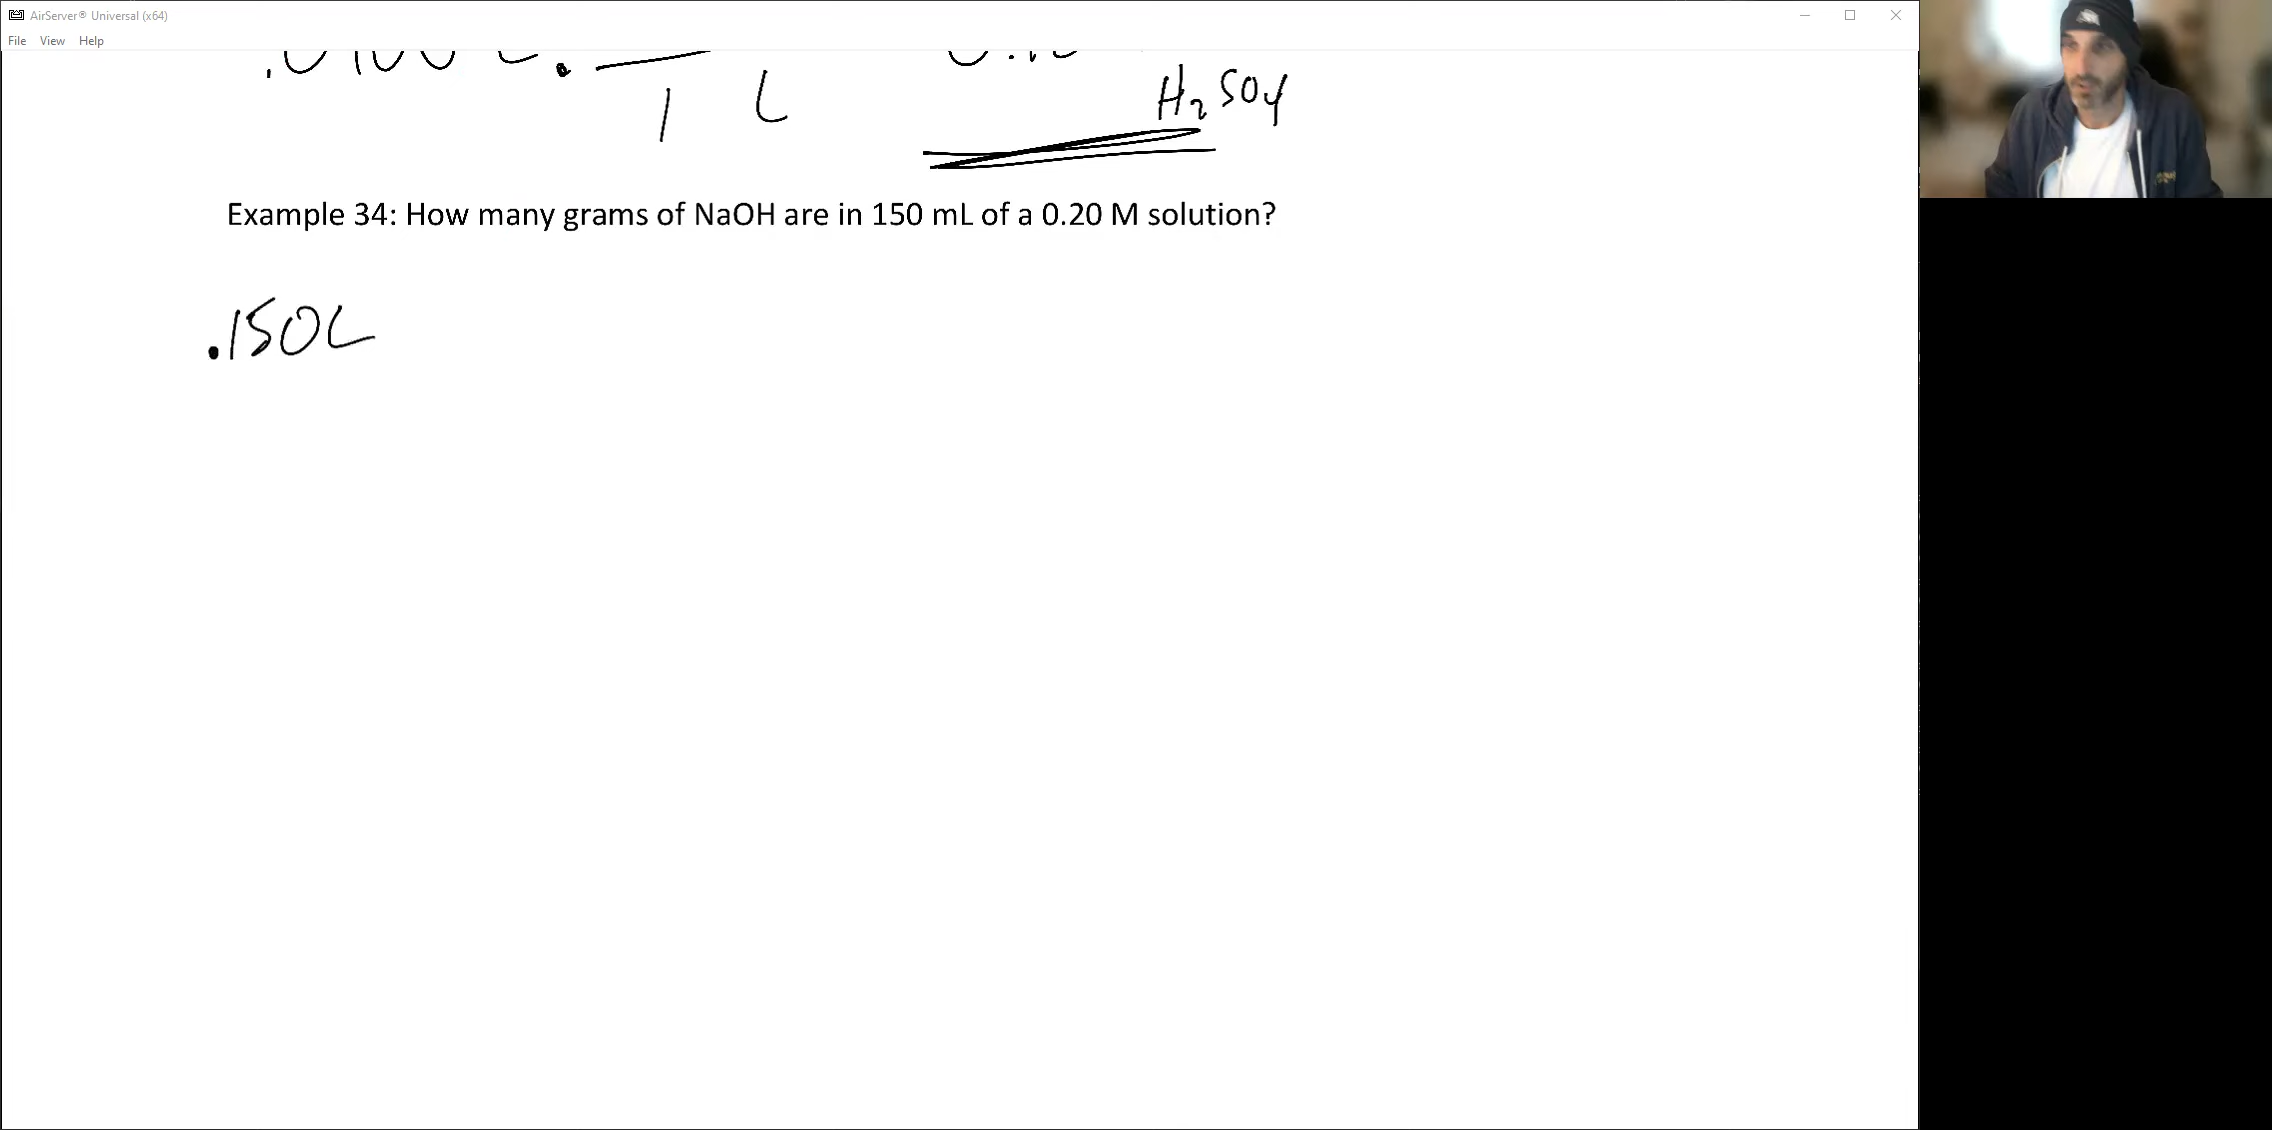 AirServer® Universal (x64)
File View Help
1 L
H₂SO4
Example 34: How many grams of NaOH are in 150 mL of a 0.20 M solution?
.150L